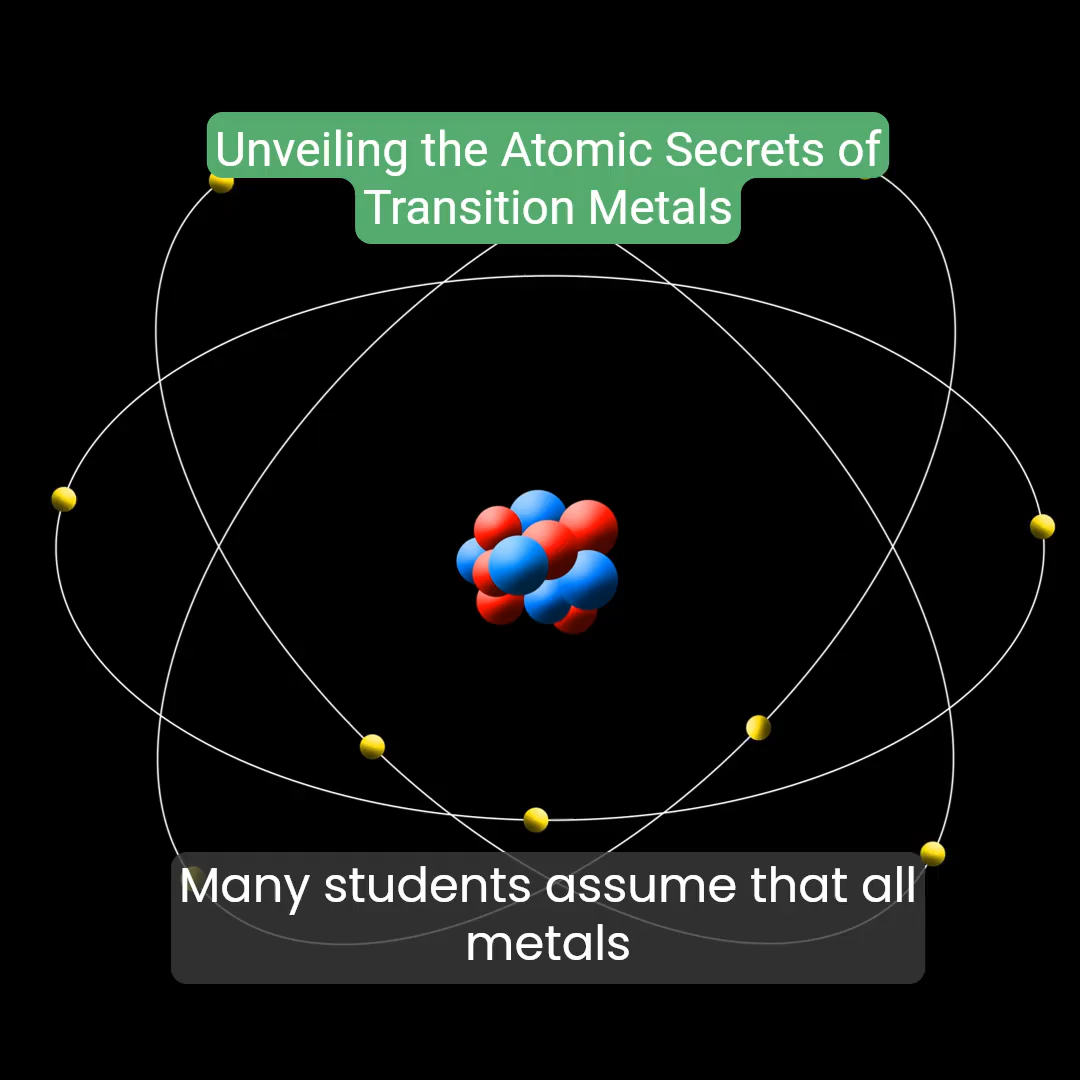 Unveiling the Atomic Secrets of
Transition Metals
Many students assume that all
metals